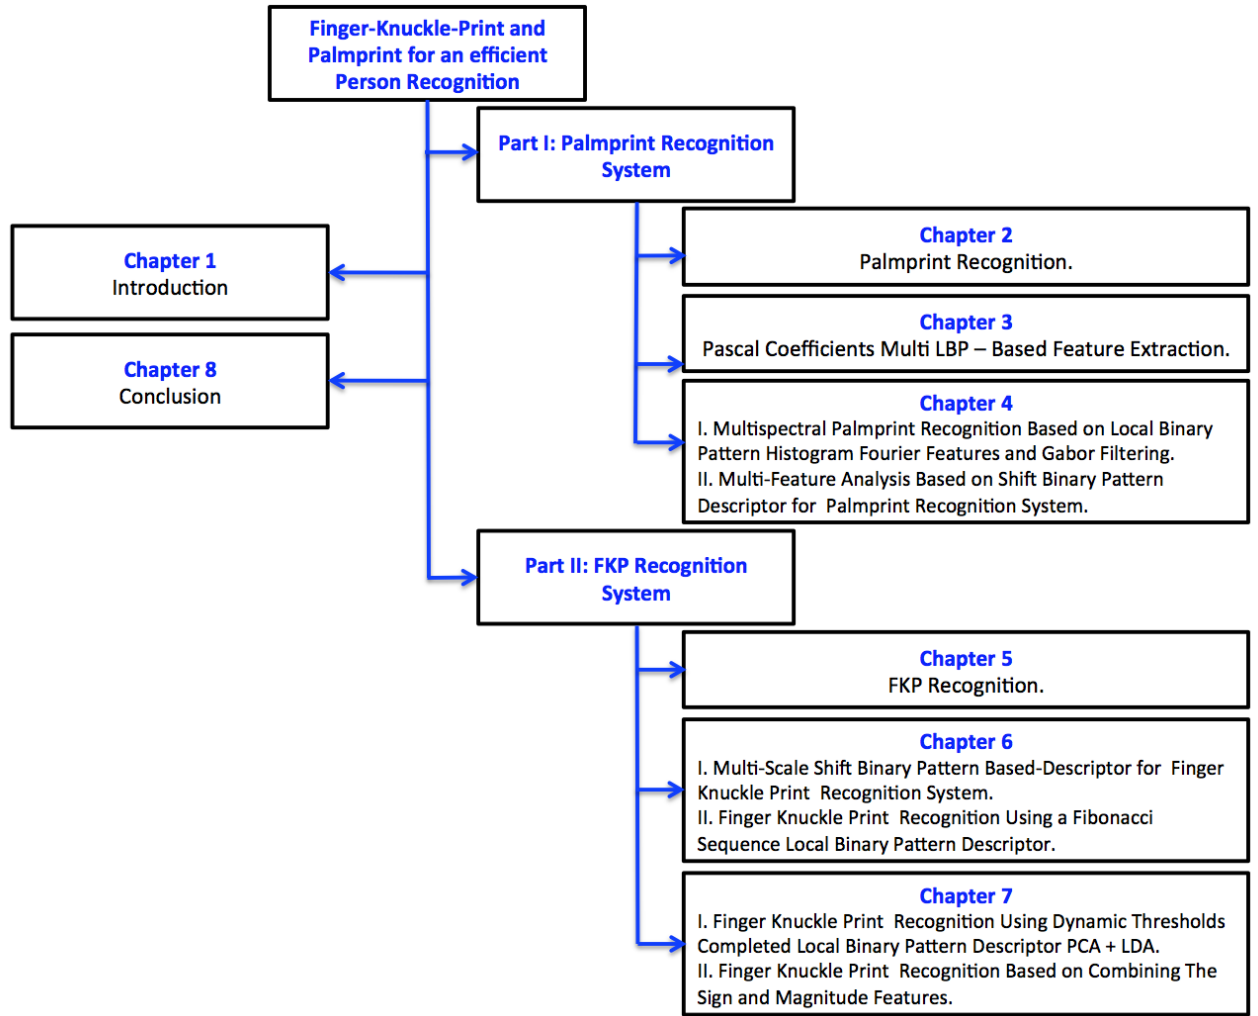 Finger-Knuckle-Print and
Palmprint for an efficient
Person Recognition
Part I: Palmprint Recognition
System
Chapter 1
Introduction
Chapter 8
Conclusion
Chapter 2
Palmprint Recognition.
Chapter 3
Pascal Coefficients Multi LBP – Based Feature Extraction.
Chapter 4
I. Multispectral Palmprint Recognition Based on Local Binary
Pattern Histogram Fourier Features and Gabor Filtering.
II. Multi-Feature Analysis Based on Shift Binary Pattern
Descriptor for Palmprint Recognition System.
Part II: FKP Recognition
System
Chapter 5
FKP Recognition.
Chapter 6
I. Multi-Scale Shift Binary Pattern Based-Descriptor for Finger
Knuckle Print Recognition System.
II. Finger Knuckle Print Recognition Using a Fibonacci
Sequence Local Binary Pattern Descriptor.
Chapter 7
I. Finger Knuckle Print Recognition Using Dynamic Thresholds
Completed Local Binary Pattern Descriptor PCA + LDA.
II. Finger Knuckle Print Recognition Based on Combining The
Sign and Magnitude Features.